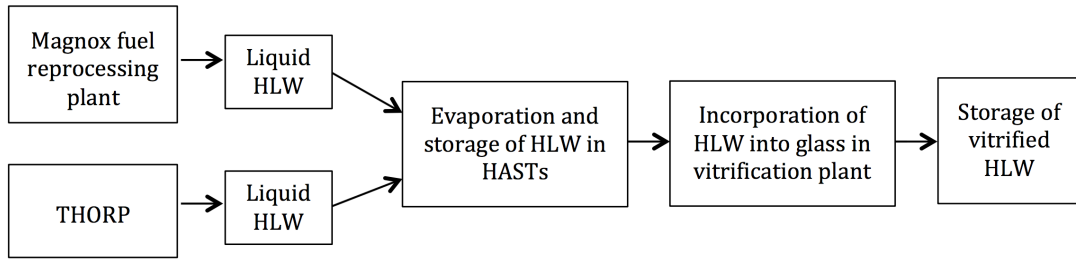 Magnox fuel
reprocessing
plant
Liquid
HLW
THORP
Liquid
HLW
Evaporation and
storage of HLW in
HASTs
Incorporation of
HLW into glass in
vitrification plant
Storage of
vitrified
HLW